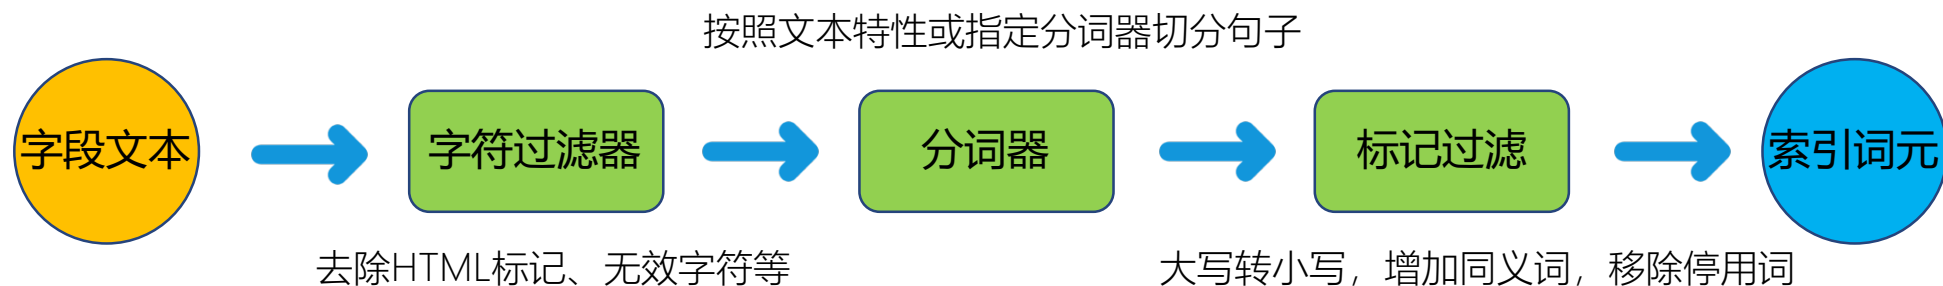 按照文本特性或指定分词器切分句子
字段文本
字符过滤器
分词器
标记过滤
索引词元
去除HTML标记、无效字符等
大写转小写，增加同义词，移除停用词